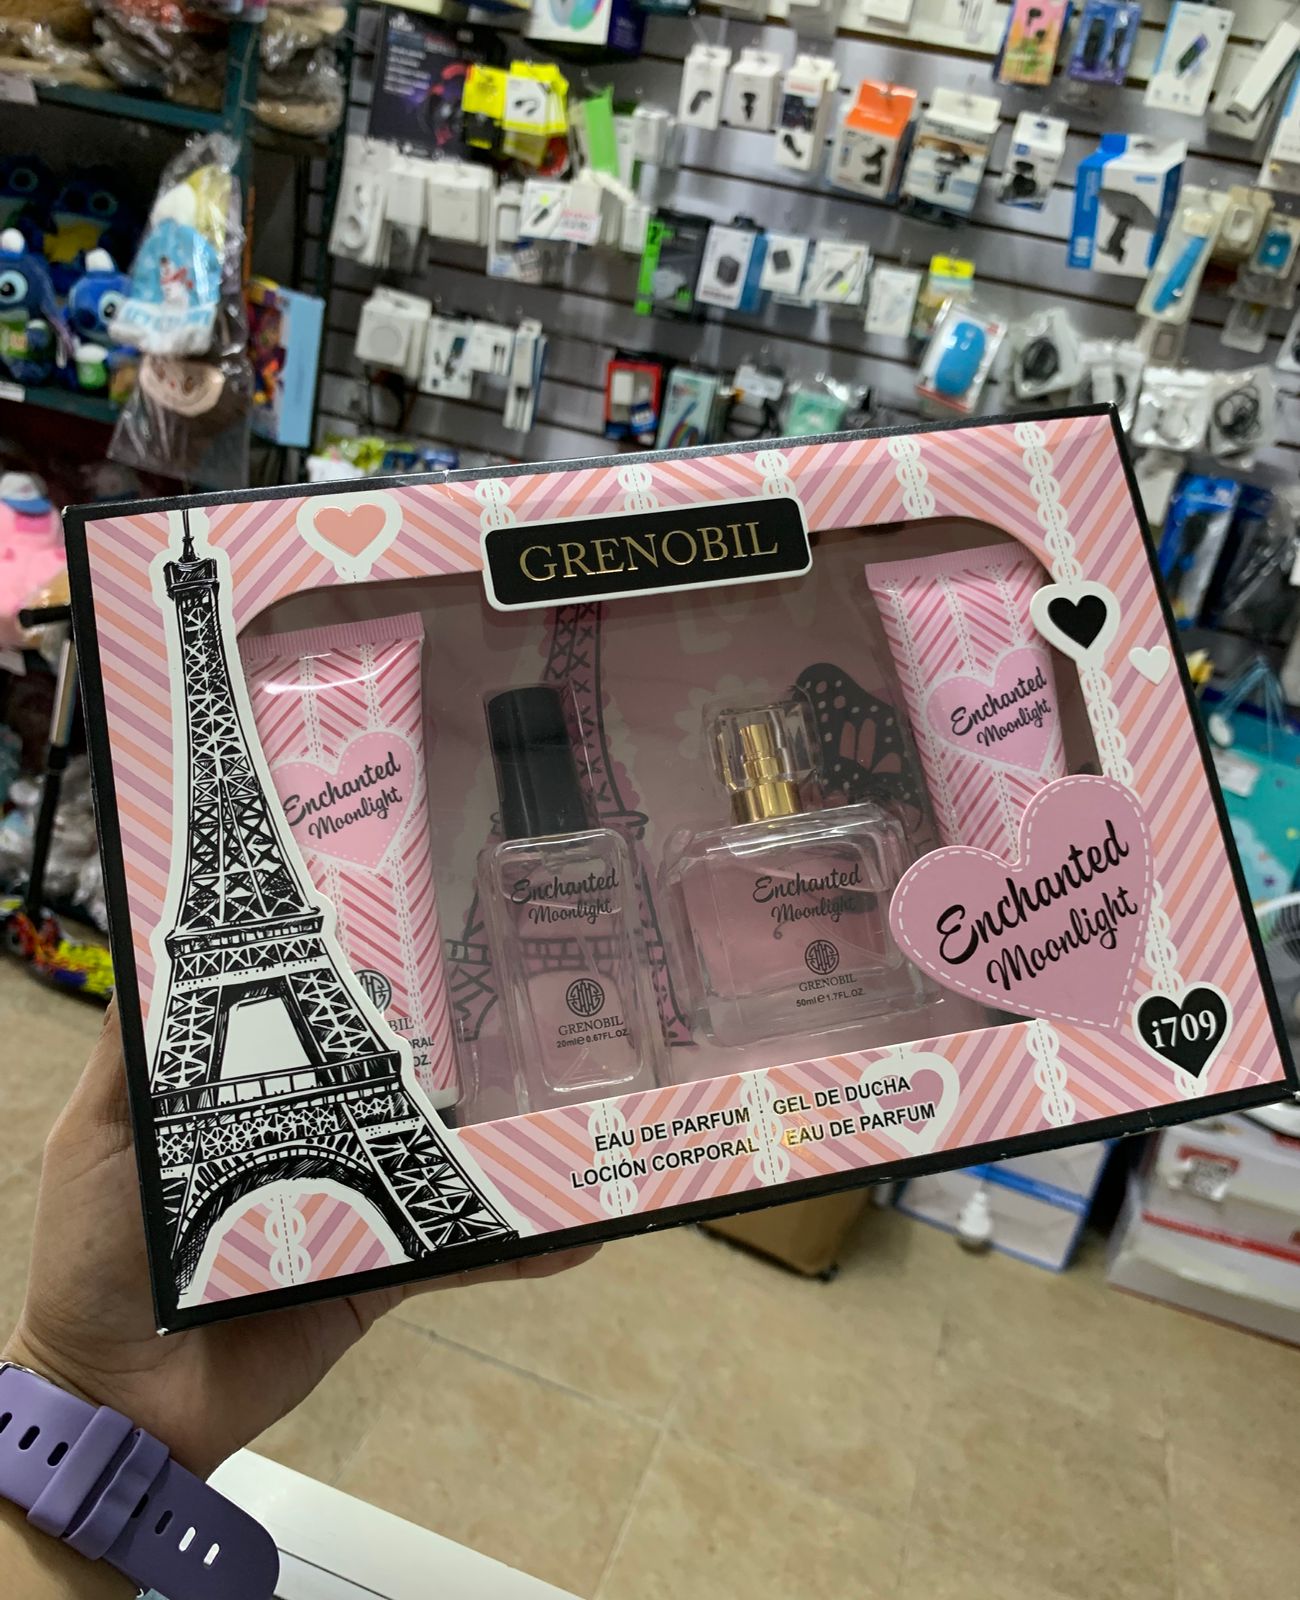 GRENOBIL
Enchanted
Moonlight
Enchanted
Moonlight
Enchanted
Moonlight
GRENOBIL
20ml e 0.67FL.OZ.
Enchanted
Moonlight
GRENOBIL
50ml e 1.7FL.OZ.
Enchanted
Moonlight
i709
EAU DE PARFUM GEL DE DUCHA
LOCIÓN CORPORAL EAU DE PARFUM